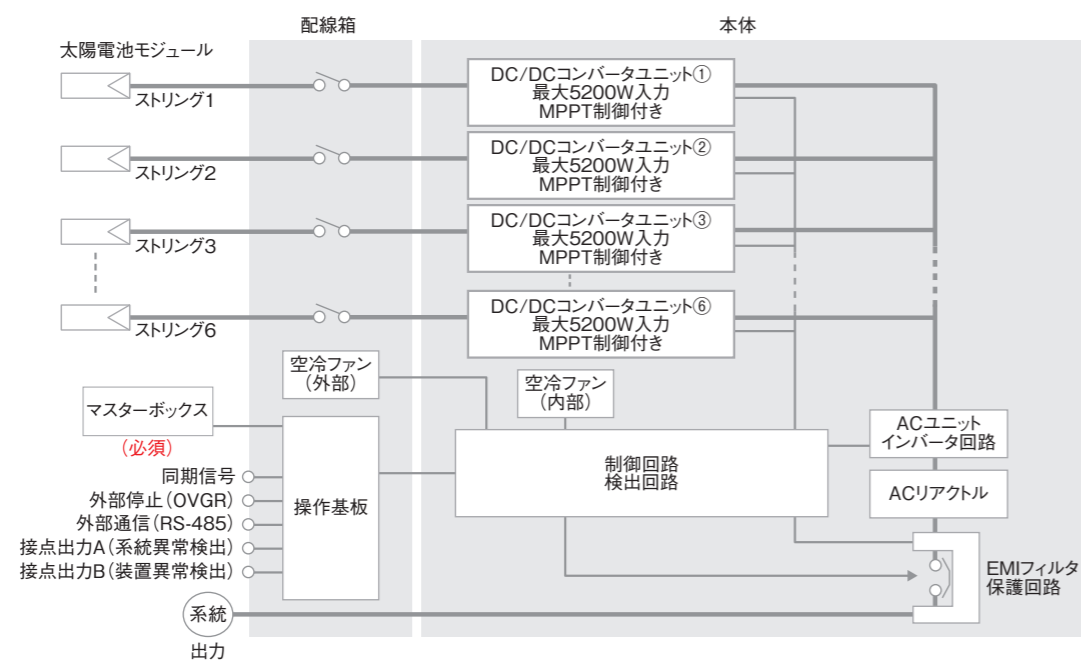 配線箱
本体
太陽電池モジュール
ストリング1
DC/DCコンバータユニット①
最大5200W入力
MPPT制御付き
ストリング2
DC/DCコンバータユニット②
最大5200W入力
MPPT制御付き
ストリング3
DC/DCコンバータユニット③
最大5200W入力
MPPT制御付き
ストリング6
DC/DCコンバータユニット⑥
最大5200W入力
MPPT制御付き
空冷ファン
(外部)
空冷ファン
(内部)
マスターボックス
(必須)
同期信号
外部停止(OVGR)
外部通信(RS-485)
接点出力A(系統異常検出)
接点出力B(装置異常検出)
操作基板
制御回路
検出回路
ACユニット
インバータ回路
ACリアクトル
EMIフィルタ
保護回路
系統
出力